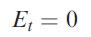 E_t = 0